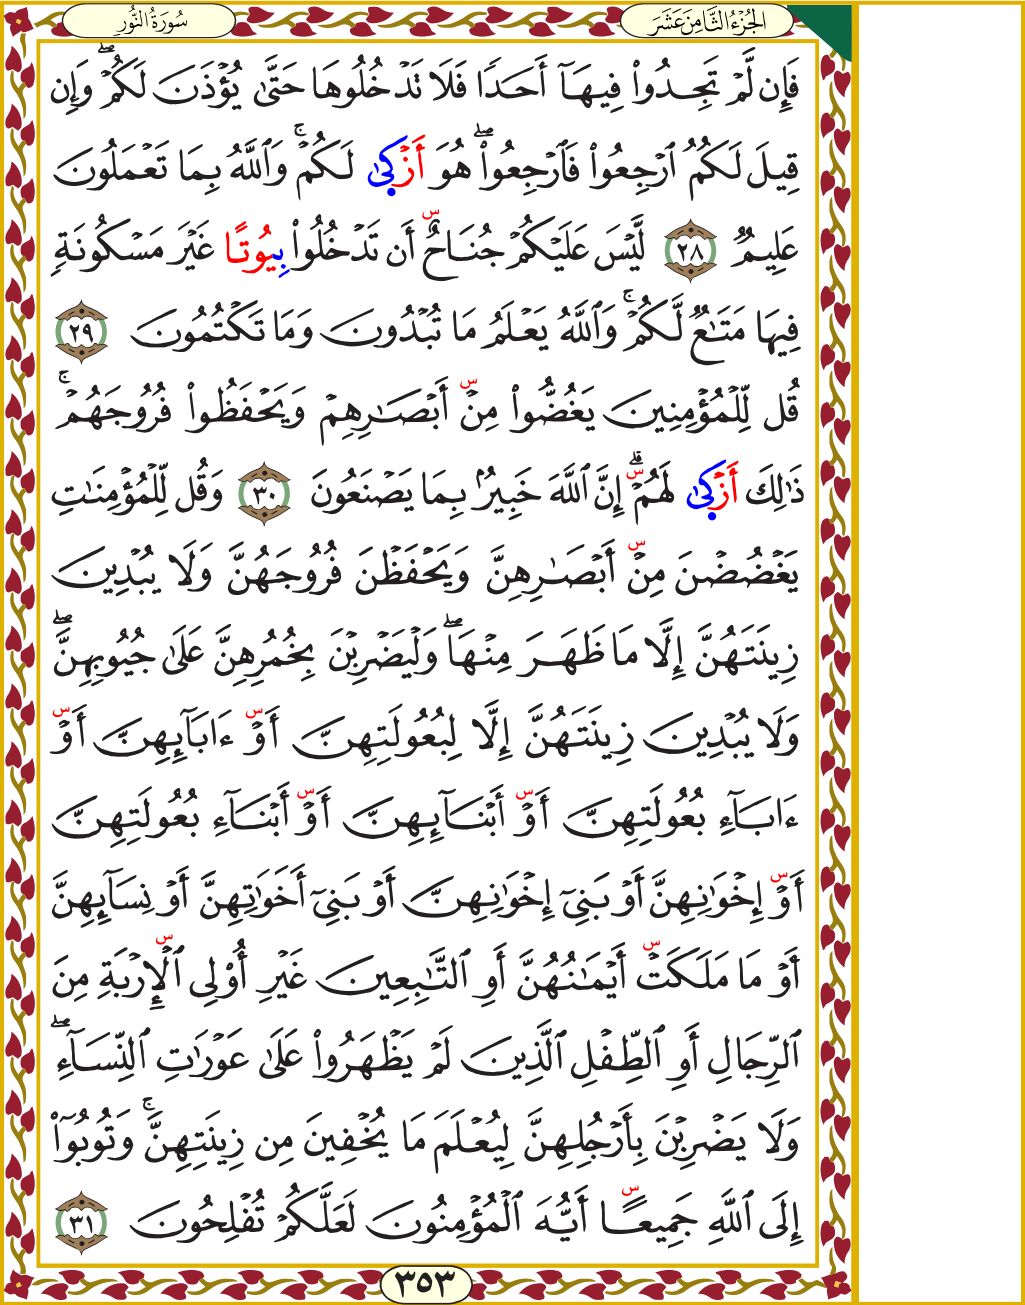 الجُزْءُ الثَّامِنَ عَشَرَ
سُورَةُ النُّور
فَإِن لَّمْ تَجِدُوا۟ فِيهَآ أَحَدًا فَلَا تَدْخُلُوهَا حَتَّىٰ يُؤْذَنَ لَكُمْ ۖ وَإِن
قِيلَ لَكُمُ ٱرْجِعُوا۟ فَٱرْجِعُوا۟ ۖ هُوَ أَزْكَىٰ لَكُمْ ۚ وَٱللَّهُ بِمَا تَعْمَلُونَ
عَلِيمٌ ٢٨ لَّيْسَ عَلَيْكُمْ جُنَاحٌ أَن تَدْخُلُوا۟ بِيُوتًا غَيْرَ مَسْكُونَةٍ
فِيهَا مَتَـٰعٌ لَّكُمْ ۚ وَٱللَّهُ يَعْلَمُ مَا تُبْدُونَ وَمَا تَكْتُمُونَ ٢٩
قُل لِّلْمُؤْمِنِينَ يَغُضُّوا۟ مِنْ أَبْصَـٰرِهِمْ وَيَحْفَظُوا۟ فُرُوجَهُمْ ۚ
ذَٰلِكَ أَزْكَىٰ لَهُمْ ۗ إِنَّ ٱللَّهَ خَبِيرٌۢ بِمَا يَصْنَعُونَ ٣٠ وَقُل لِّلْمُؤْمِنَـٰتِ
يَغْضُضْنَ مِنْ أَبْصَـٰرِهِنَّ وَيَحْفَظْنَ فُرُوجَهُنَّ وَلَا يُبْدِينَ
زِينَتَهُنَّ إِلَّا مَا ظَهَرَ مِنْهَا ۖ وَلْيَضْرِبْنَ بِخُمُرِهِنَّ عَلَىٰ جُيُوبِهِنَّ ۖ
وَلَا يُبْدِينَ زِينَتَهُنَّ إِلَّا لِبُعُولَتِهِنَّ أَوْ ءَابَآئِهِنَّ أَوْ
ءَابَآءِ بُعُولَتِهِنَّ أَوْ أَبْنَآئِهِنَّ أَوْ أَبْنَآءِ بُعُولَتِهِنَّ
أَوْ إِخْوَٰنِهِنَّ أَوْ بَنِىٓ إِخْوَٰنِهِنَّ أَوْ بَنِىٓ أَخَوَٰتِهِنَّ أَوْ نِسَآئِهِنَّ
أَوْ مَا مَلَكَتْ أَيْمَـٰنُهُنَّ أَوِ ٱلتَّـٰبِعِينَ غَيْرِ أُو۟لِى ٱلْإِرْبَةِ مِنَ
ٱلرِّجَالِ أَوِ ٱلطِّفْلِ ٱلَّذِينَ لَمْ يَظْهَرُوا۟ عَلَىٰ عَوْرَٰتِ ٱلنِّسَآءِ ۖ
وَلَا يَضْرِبْنَ بِأَرْجُلِهِنَّ لِيُعْلَمَ مَا يُخْفِينَ مِن زِينَتِهِنَّ ۚ وَتُوبُوٓا۟
إِلَى ٱللَّهِ جَمِيعًا أَيُّهَ ٱلْمُؤْمِنُونَ لَعَلَّكُمْ تُفْلِحُونَ ٣١
٣٥٣